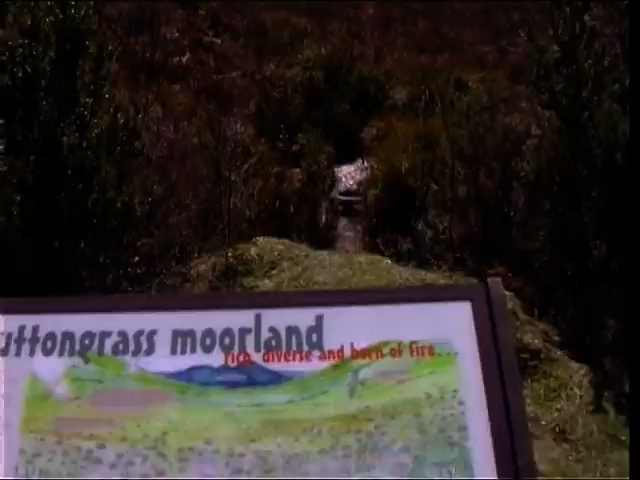 uttongrass moorland
rich, diverse and born of fire...